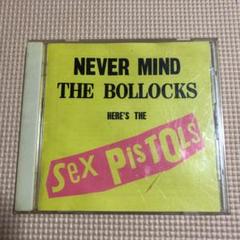 NEVER MIND
THE BOLLOCKS
HERE'S THE
Sex PiSTOLS